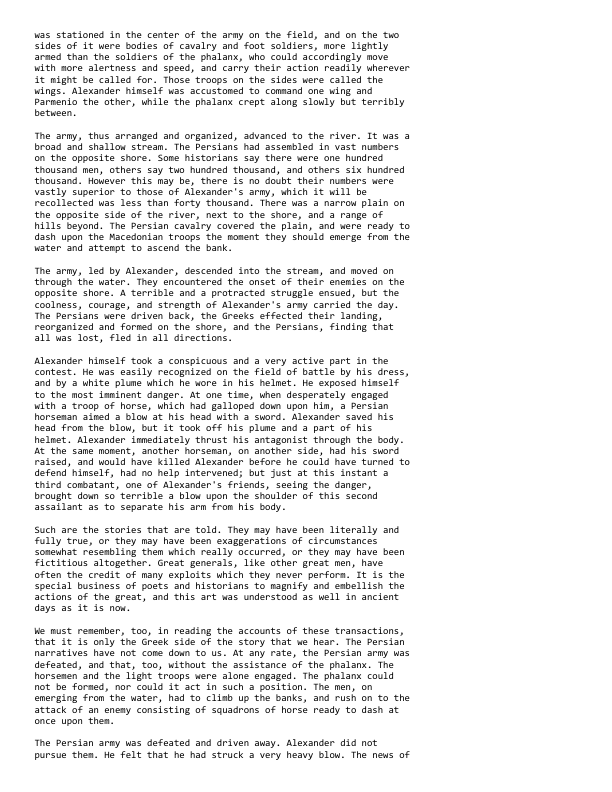 was stationed in the center of the army on the field, and on the two
sides of it were bodies of cavalry and foot soldiers, more lightly
armed than the soldiers of the phalanx, who could accordingly move
with more alertness and speed, and carry their action readily wherever
it might be called for. Those troops on the sides were called the
wings. Alexander himself was accustomed to command one wing and
Parmenio the other, while the phalanx crept along slowly but terribly
between.

The army, thus arranged and organized, advanced to the river. It was a
broad and shallow stream. The Persians had assembled in vast numbers
on the opposite shore. Some historians say there were one hundred
thousand men, others say two hundred thousand, and others six hundred
thousand. However this may be, there is no doubt their numbers were
vastly superior to those of Alexander's army, which it will be
recollected was less than forty thousand. There was a narrow plain on
the opposite side of the river, next to the shore, and a range of
hills beyond. The Persian cavalry covered the plain, and were ready to
dash upon the Macedonian troops the moment they should emerge from the
water and attempt to ascend the bank.

The army, led by Alexander, descended into the stream, and moved on
through the water. They encountered the onset of their enemies on the
opposite shore. A terrible and a protracted struggle ensued, but the
coolness, courage, and strength of Alexander's army carried the day.
The Persians were driven back, the Greeks effected their landing,
reorganized and formed on the shore, and the Persians, finding that
all was lost, fled in all directions.

Alexander himself took a conspicuous and a very active part in the
contest. He was easily recognized on the field of battle by his dress,
and by a white plume which he wore in his helmet. He exposed himself
to the most imminent danger. At one time, when desperately engaged
with a troop of horse, which had galloped down upon him, a Persian
horseman aimed a blow at his head with a sword. Alexander saved his
head from the blow, but it took off his plume and a part of his
helmet. Alexander immediately thrust his antagonist through the body.
At the same moment, another horseman, on another side, had his sword
raised, and would have killed Alexander before he could have turned to
defend himself, had no help intervened; but just at this instant a
third combatant, one of Alexander's friends, seeing the danger,
brought down so terrible a blow upon the shoulder of this second
assailant as to separate his arm from his body.

Such are the stories that are told. They may have been literally and
fully true, or they may have been exaggerations of circumstances
somewhat resembling them which really occurred, or they may have been
fictitious altogether. Great generals, like other great men, have
often the credit of many exploits which they never perform. It is the
special business of poets and historians to magnify and embellish the
actions of the great, and this art was understood as well in ancient
days as it is now.

We must remember, too, in reading the accounts of these transactions,
that it is only the Greek side of the story that we hear. The Persian
narratives have not come down to us. At any rate, the Persian army was
defeated, and that, too, without the assistance of the phalanx. The
horsemen and the light troops were alone engaged. The phalanx could
not be formed, nor could it act in such a position. The men, on
emerging from the water, had to climb up the banks, and rush on to the
attack of an enemy consisting of squadrons of horse ready to dash at
once upon them.

The Persian army was defeated and driven away. Alexander did not
pursue them. He felt that he had struck a very heavy blow. The news of